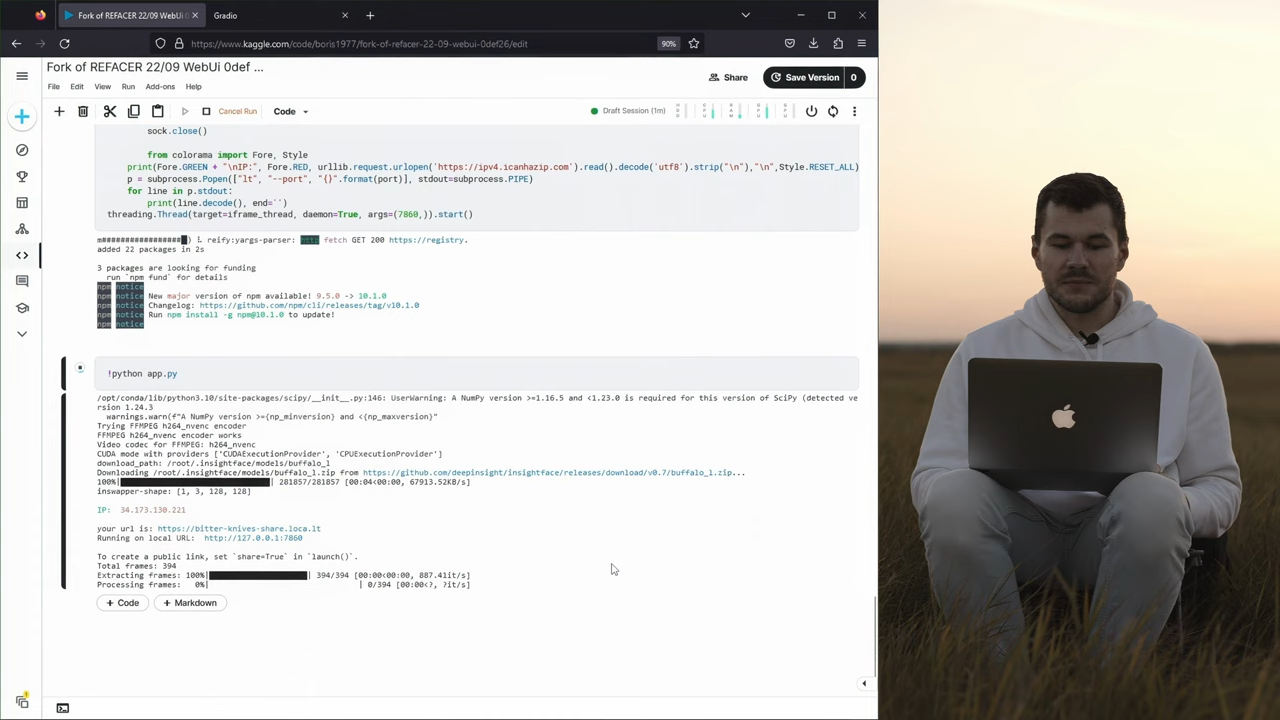 Fork of REFACER 22/09 WebUi 0def
Gradio
https://www.kaggle.com/code/boris1977/fork-of-refacer-22-09-webui-0def26/edit
90%
Fork of REFACER 22/09 WebUi 0def ...
Share
Save Version
0
File Edit View Run Add-ons Help
Cancel Run
Code
Draft Session (1m)
sock.close()
from colorama import Fore, Style
print(Fore.GREEN + "\nIP:", Fore.RED, urllib.request.urlopen('https://ipv4.icanhazip.com').read().decode('utf8').strip("\n"),"\n",Style.RESET_ALL)
p = subprocess.Popen(["lt", "--port", "{}".format(port)], stdout=subprocess.PIPE)
for line in p.stdout:
print(line.decode(), end='')
threading.Thread(target=iframe_thread, daemon=True, args=(7860,)).start()
reify:yargs-parser: fetch GET 200 https://registry.
added 22 packages in 2s
3 packages are looking for funding
run `npm fund` for details
npm notice
npm notice New major version of npm available! 9.5.0 -> 10.1.0
npm notice Changelog: https://github.com/npm/cli/releases/tag/v10.1.0
npm notice Run npm install -g npm@10.1.0 to update!
npm notice
!python app.py
/opt/conda/lib/python3.10/site-packages/scipy/__init__.py:146: UserWarning: A NumPy version >=1.16.5 and <1.23.0 is required for this version of SciPy (detected ve
rsion 1.24.3
warnings.warn(f"A NumPy version >={np_minversion} and <{np_maxversion}"
Trying FFMPEG h264_nvenc encoder
FFMPEG h264_nvenc encoder works
Video codec for FFMPEG: h264_nvenc
CUDA mode with providers ['CUDAExecutionProvider', 'CPUExecutionProvider']
download_path: /root/.insightface/models/buffalo_l
Downloading /root/.insightface/models/buffalo_l.zip from https://github.com/deepinsight/insightface/releases/download/v0.7/buffalo_l.zip...
100%| | 281857/281857 [00:04<00:00, 67913.52KB/s]
inswapper-shape: [1, 3, 128, 128]
IP: 34.173.130.221
your url is: https://bitter-knives-share.loca.lt
Running on local URL: http://127.0.0.1:7860
To create a public link, set `share=True` in `launch()`.
Total frames: 394
Extracting frames: 100%| | 394/394 [00:00<00:00, 887.41it/s]
Processing frames: 0%| | 0/394 [00:00<?, ?it/s]
+ Code
+ Markdown